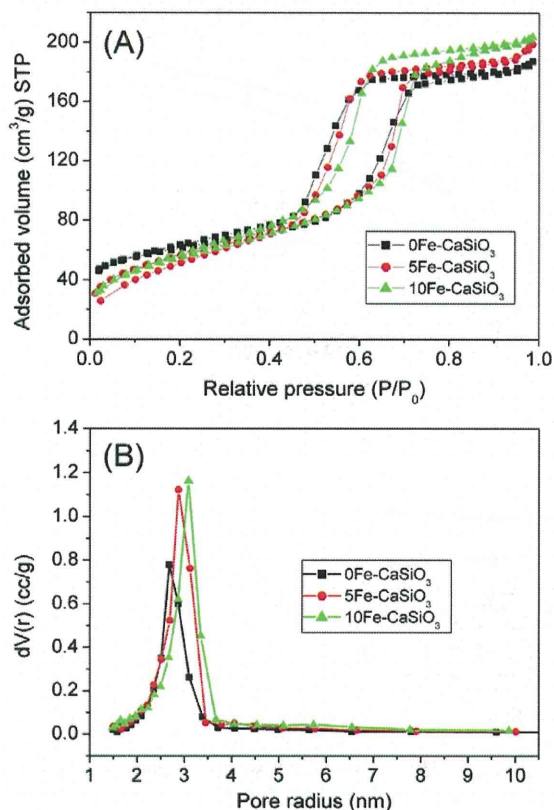 (A)
Adsorbed volume (cm³/g) STP
200
160
120
80
40
0
0Fe-CaSiO₃
5Fe-CaSiO₃
10Fe-CaSiO₃
0.0 0.2 0.4 0.6 0.8 1.0
Relative pressure (P/P₀)
(B)
dV(r) (cc/g)
1.4
1.2
1.0
0.8
0.6
0.4
0.2
0.0
0Fe-CaSiO₃
5Fe-CaSiO₃
10Fe-CaSiO₃
1 2 3 4 5 6 7 8 9 10
Pore radius (nm)